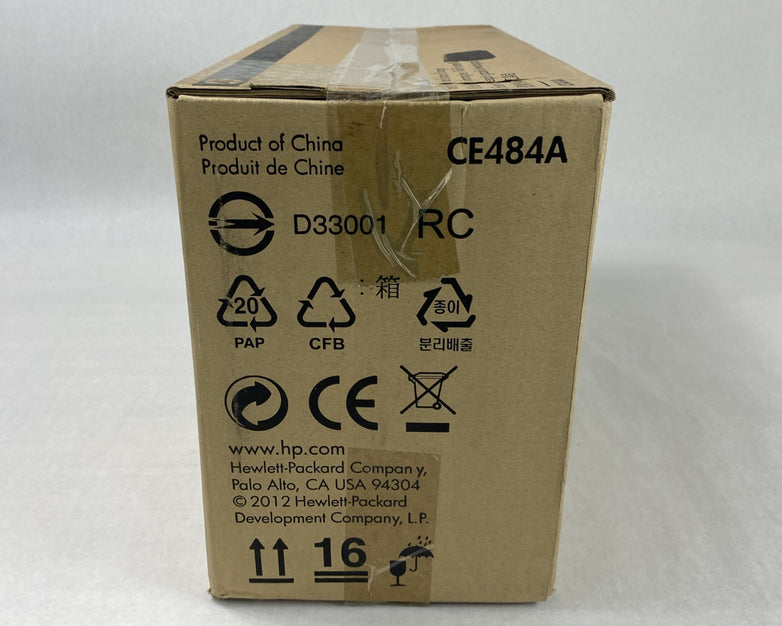 Product of China
Produit de Chine
CE484A
D33001 RC
: 箱
20
PAP
CFB
종이
분리배출
CE
www.hp.com
Hewlett-Packard Company,
Palo Alto, CA USA 94304
© 2012 Hewlett-Packard
Development Company, L.P.
16